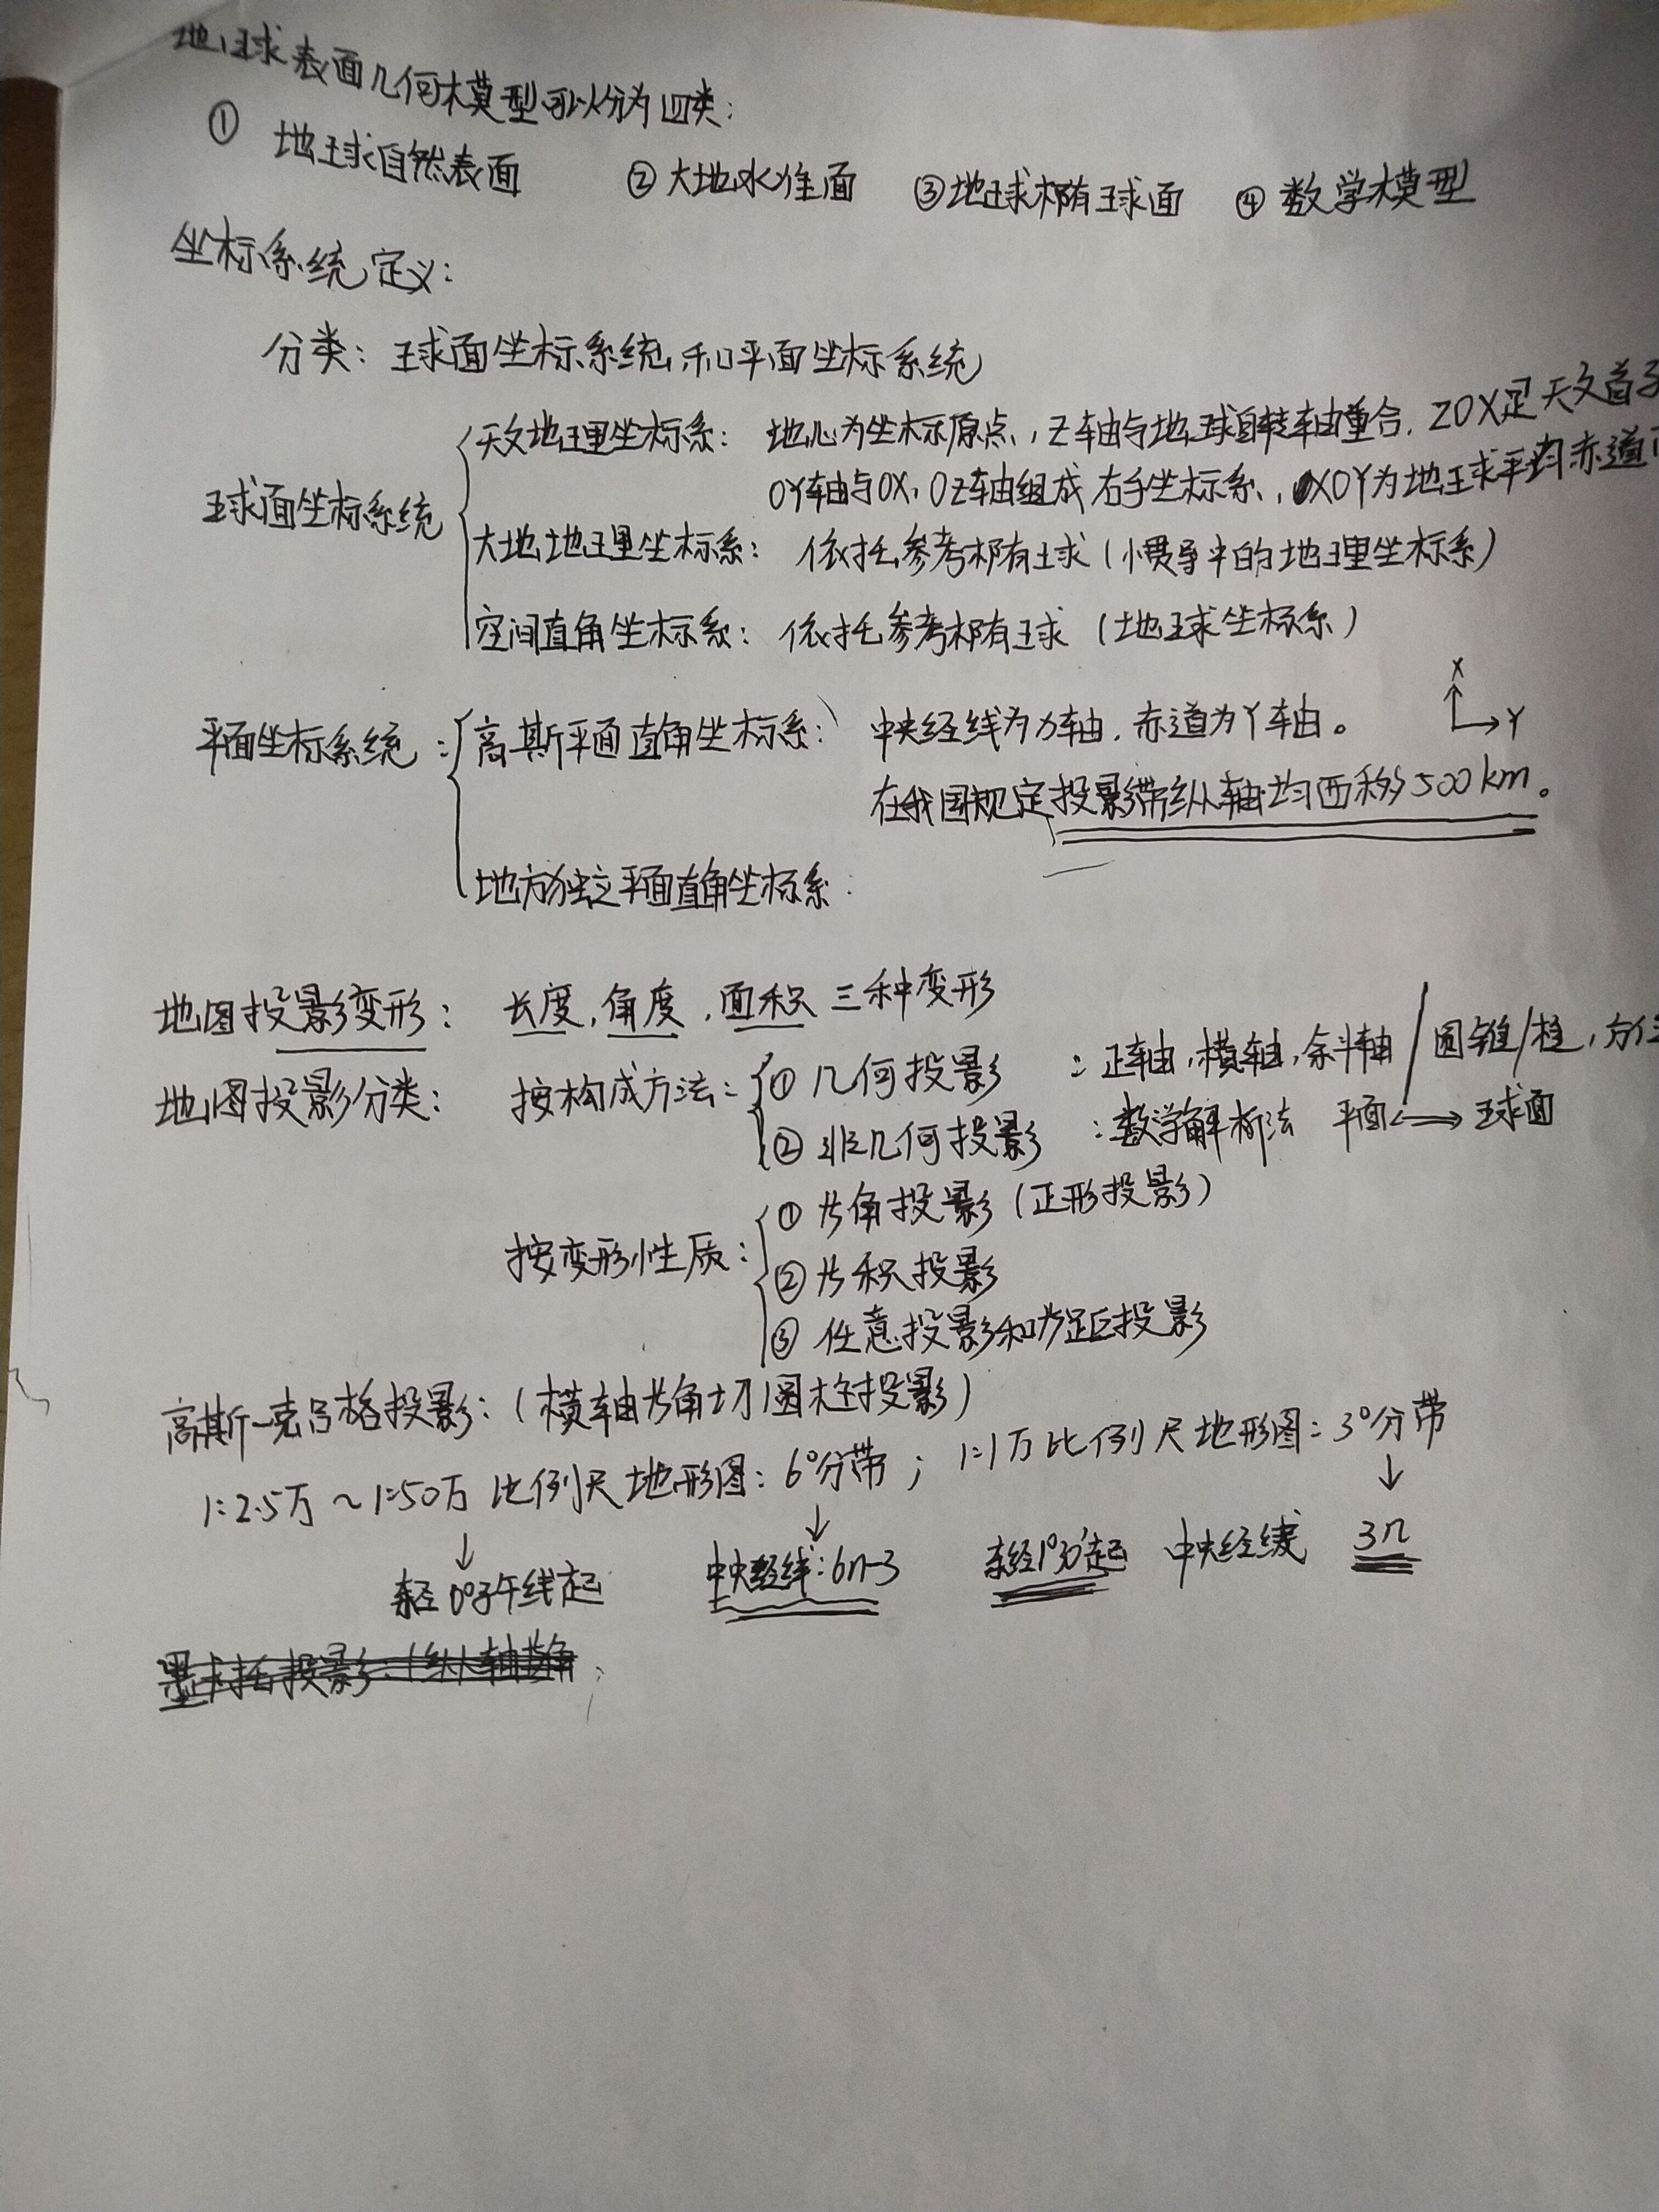 地球表面几何模型可以分为四类:
① 地球自然表面 ② 大地水准面 ③地球椭球面 ④ 数学模型
坐标系统定义:
分类: 球面坐标系统和平面坐标系统
球面坐标系统
天文地理坐标系: 地心为坐标原点, Z轴与地球自转轴重合. ZOX是天文首子
OY轴与OX, OZ轴组成右手坐标系, XOY为地球平均赤道
大地地理坐标系: 依托参考椭球 (惯导中的地理坐标系)
空间直角坐标系: 依托参考椭球 (地球坐标系)
平面坐标系统:
高斯平面直角坐标系: 中央经线为X轴, 赤道为Y轴。
X
Y
在我国规定投影带纵轴均西移500km。
地方独立平面直角坐标系:
地图投影变形: 长度, 角度, 面积三种变形
地图投影分类: 按构成方法: ① 几何投影 : 正轴, 横轴, 斜轴 / 圆锥/柱, 方位
② 非几何投影 : 数学解析法 平面⟺球面
按变形性质: ① 等角投影 (正形投影)
② 等积投影
③ 任意投影和等距投影
高斯-克吕格投影: (横轴等角切圆柱投影)
1:2.5万 ~ 1:50万 比例尺地形图: 6°分带 ; 1:1万比例尺地形图: 3°分带
↓ ↓ ↓
东经0°子午线起 中央经线: 6n-3 东经1°30′起 中央经线 3n